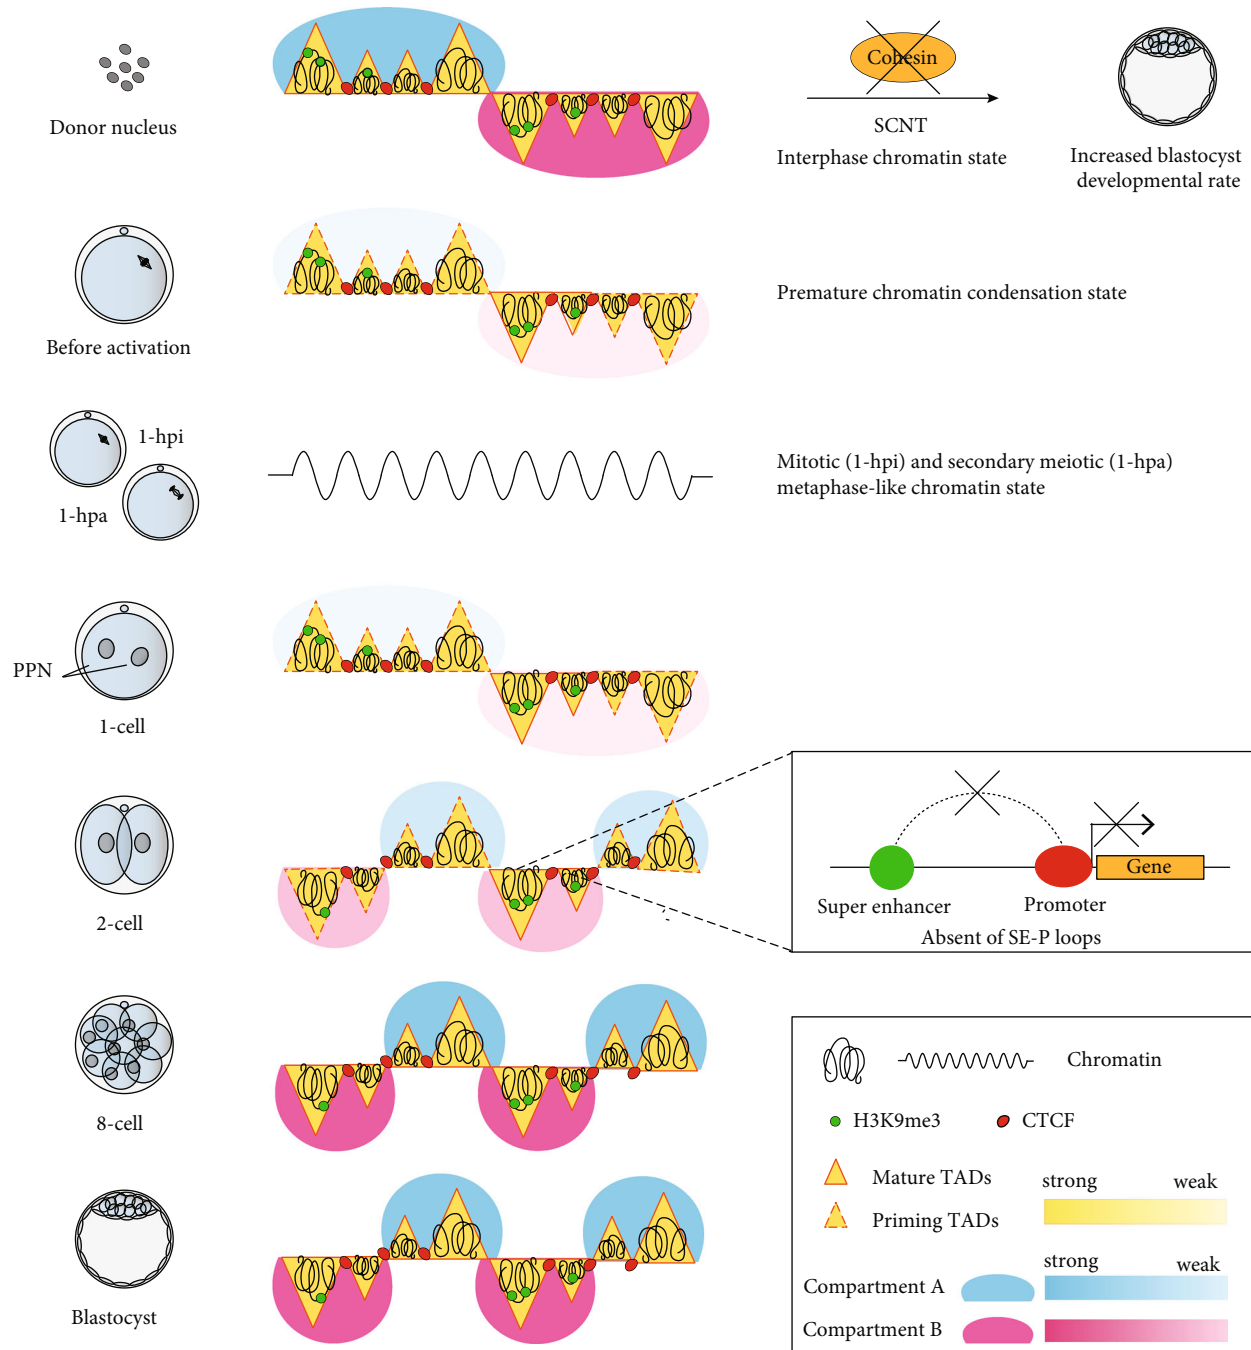 Donor nucleus
Cohesin
SCNT
Interphase chromatin state
Increased blastocyst
developmental rate
Before activation
Premature chromatin condensation state
1-hpi
1-hpa
Mitotic (1-hpi) and secondary meiotic (1-hpa)
metaphase-like chromatin state
PPN
1-cell
2-cell
Gene
Super enhancer
Promoter
Absent of SE-P loops
8-cell
Chromatin
H3K9me3
CTCF
Mature TADs
Priming TADs
strong
weak
Blastocyst
Compartment A
strong
weak
Compartment B